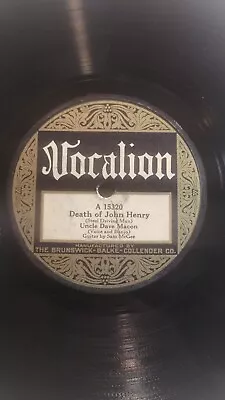 Vocalion
A 15320
Death of John Henry
(Steel Driving Man)
Uncle Dave Macon
(Voice and Banjo)
Guitar by Sam McGee
MANUFACTURED BY
THE BRUNSWICK-BALKE-COLLENDER CO.